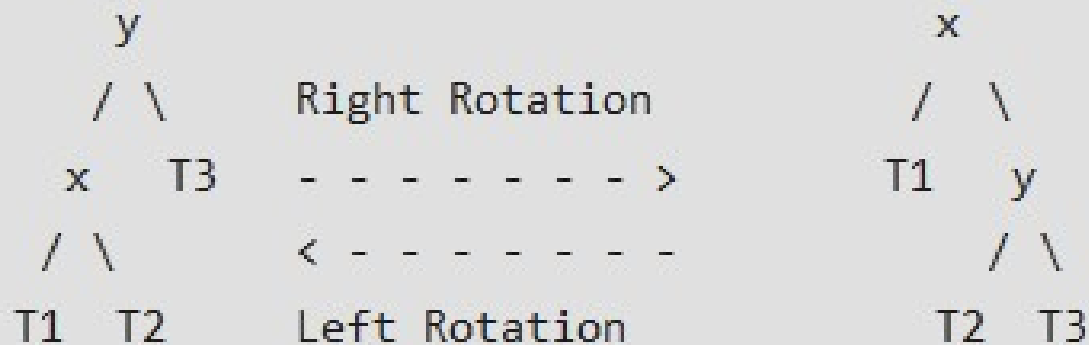 y x
/ \ Right Rotation / \
x T3 - - - - - - - > T1 y
/ \ < - - - - - - - / \
T1 T2 Left Rotation T2 T3